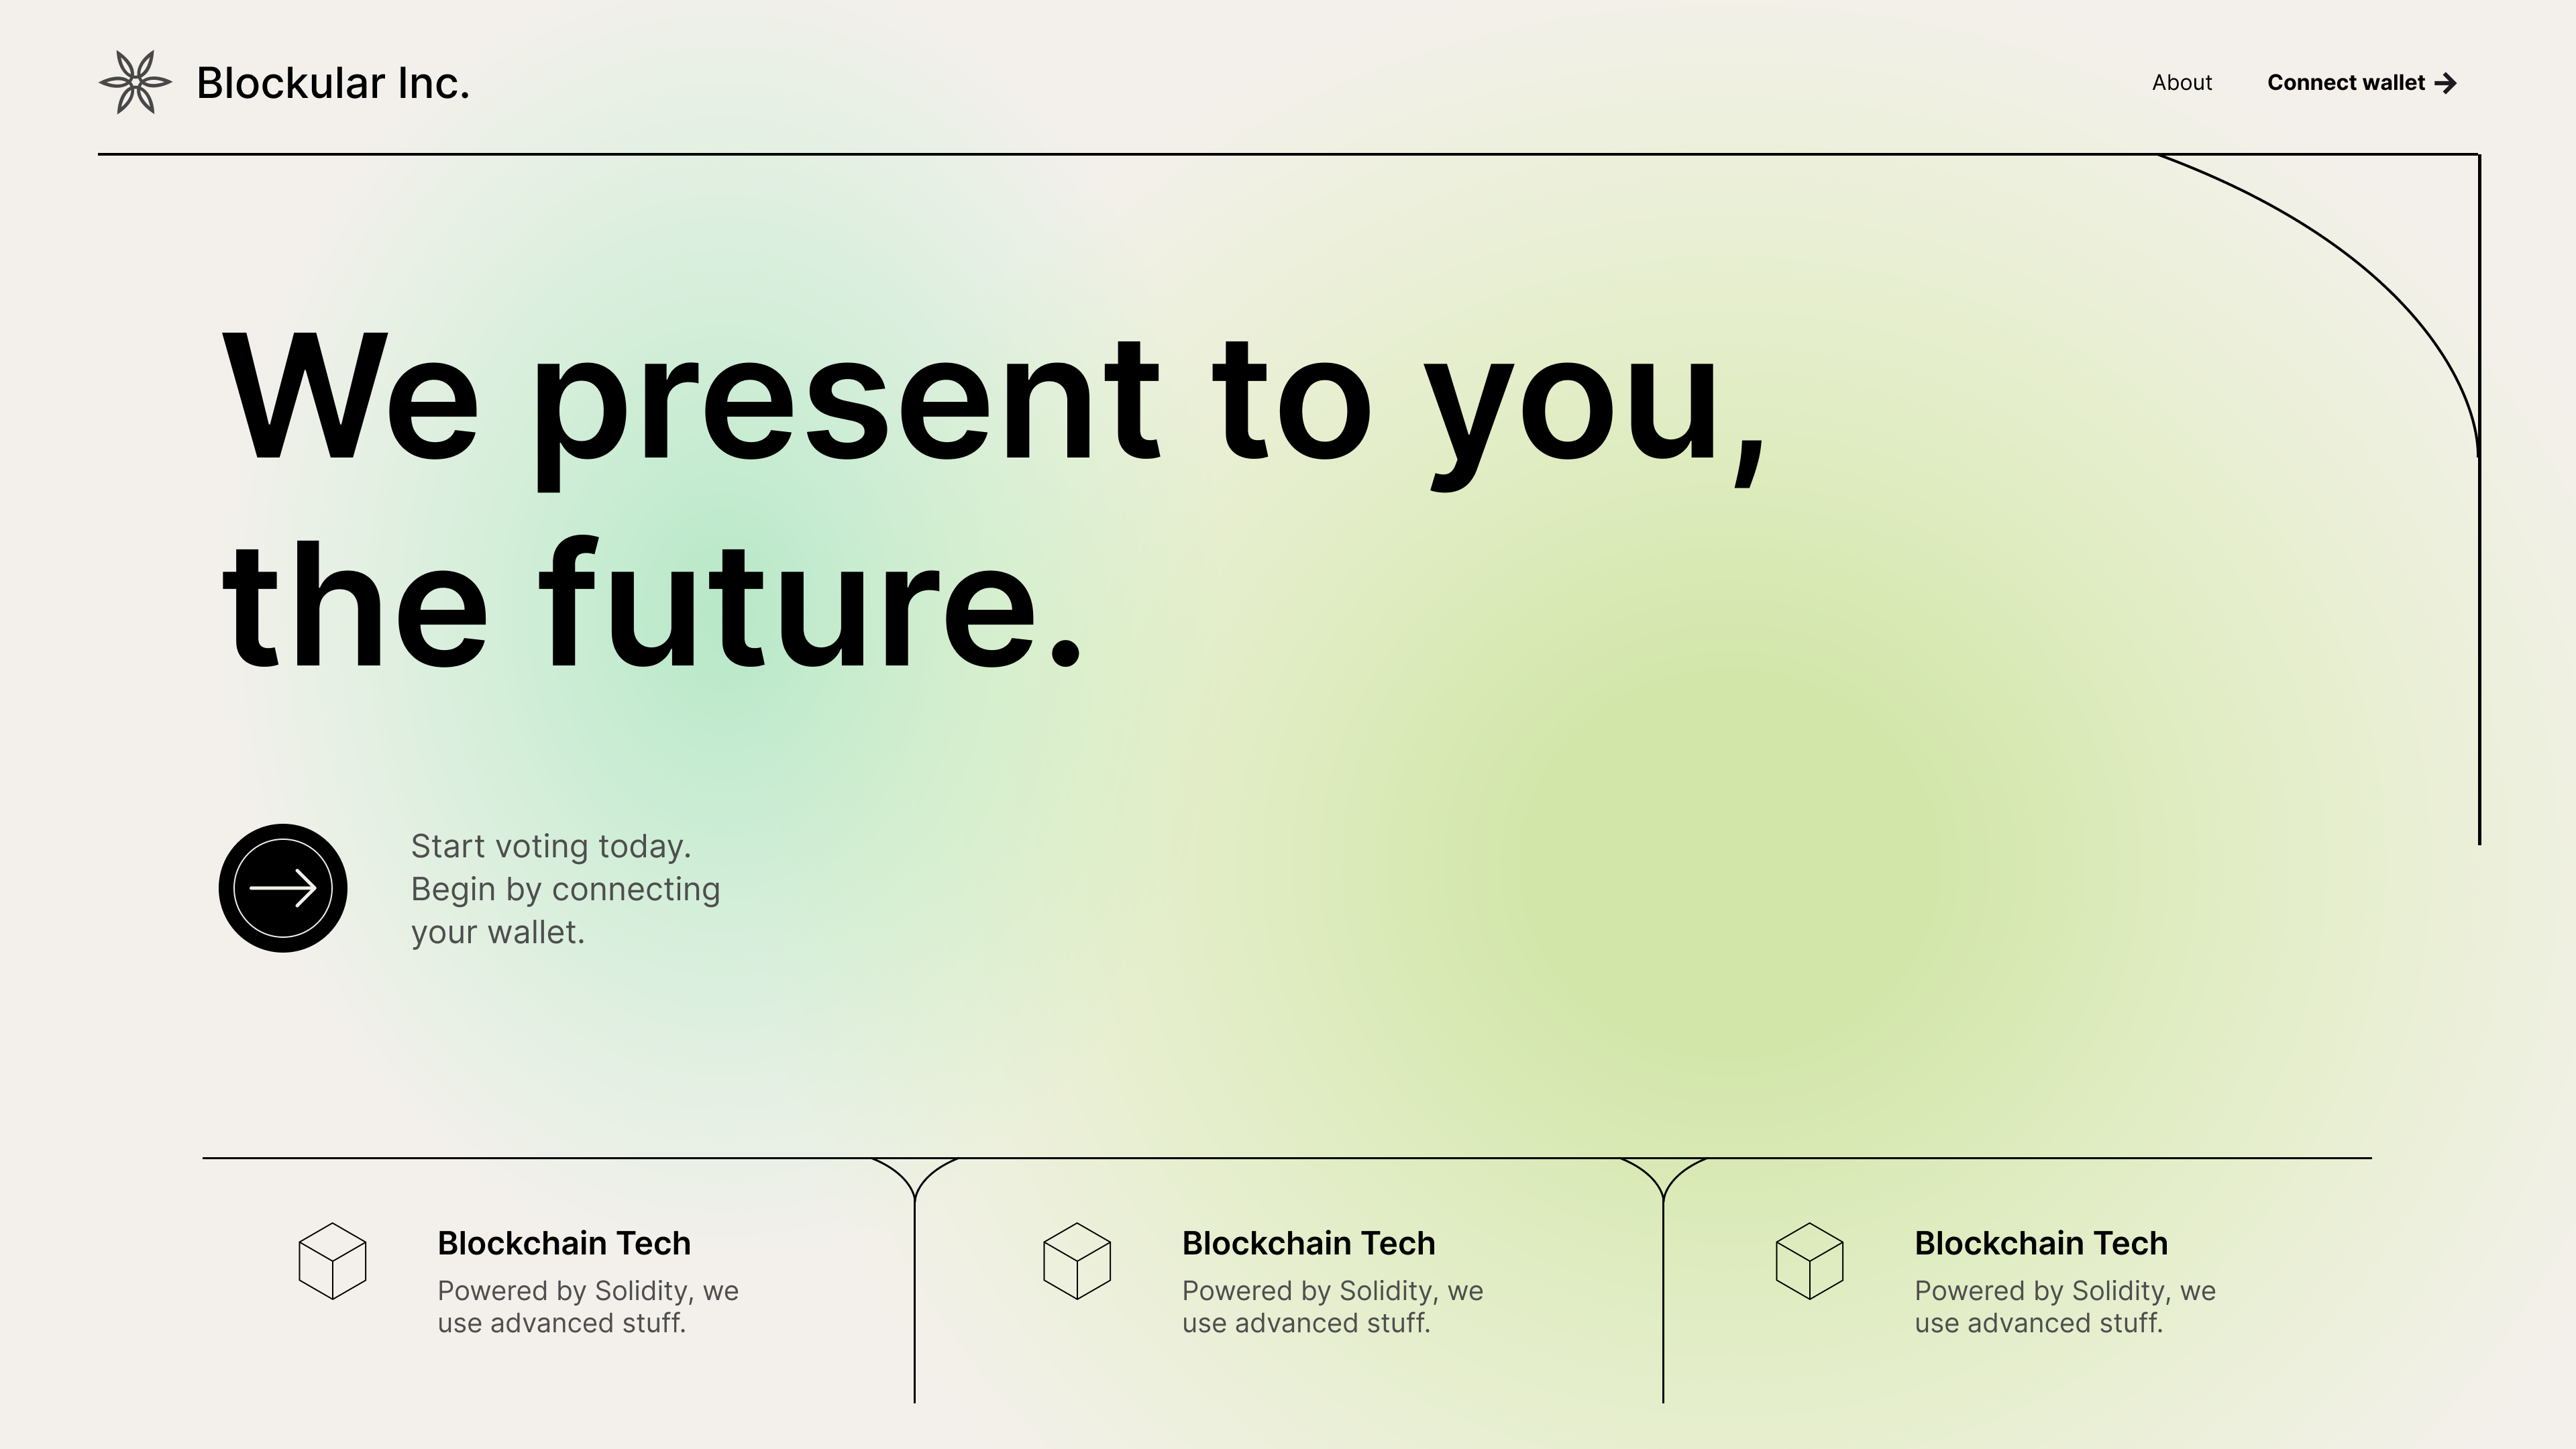 Blockular Inc.
About
Connect wallet
We present to you,
the future.
Start voting today.
Begin by connecting
your wallet.
Blockchain Tech
Powered by Solidity, we
use advanced stuff.
Blockchain Tech
Powered by Solidity, we
use advanced stuff.
Blockchain Tech
Powered by Solidity, we
use advanced stuff.